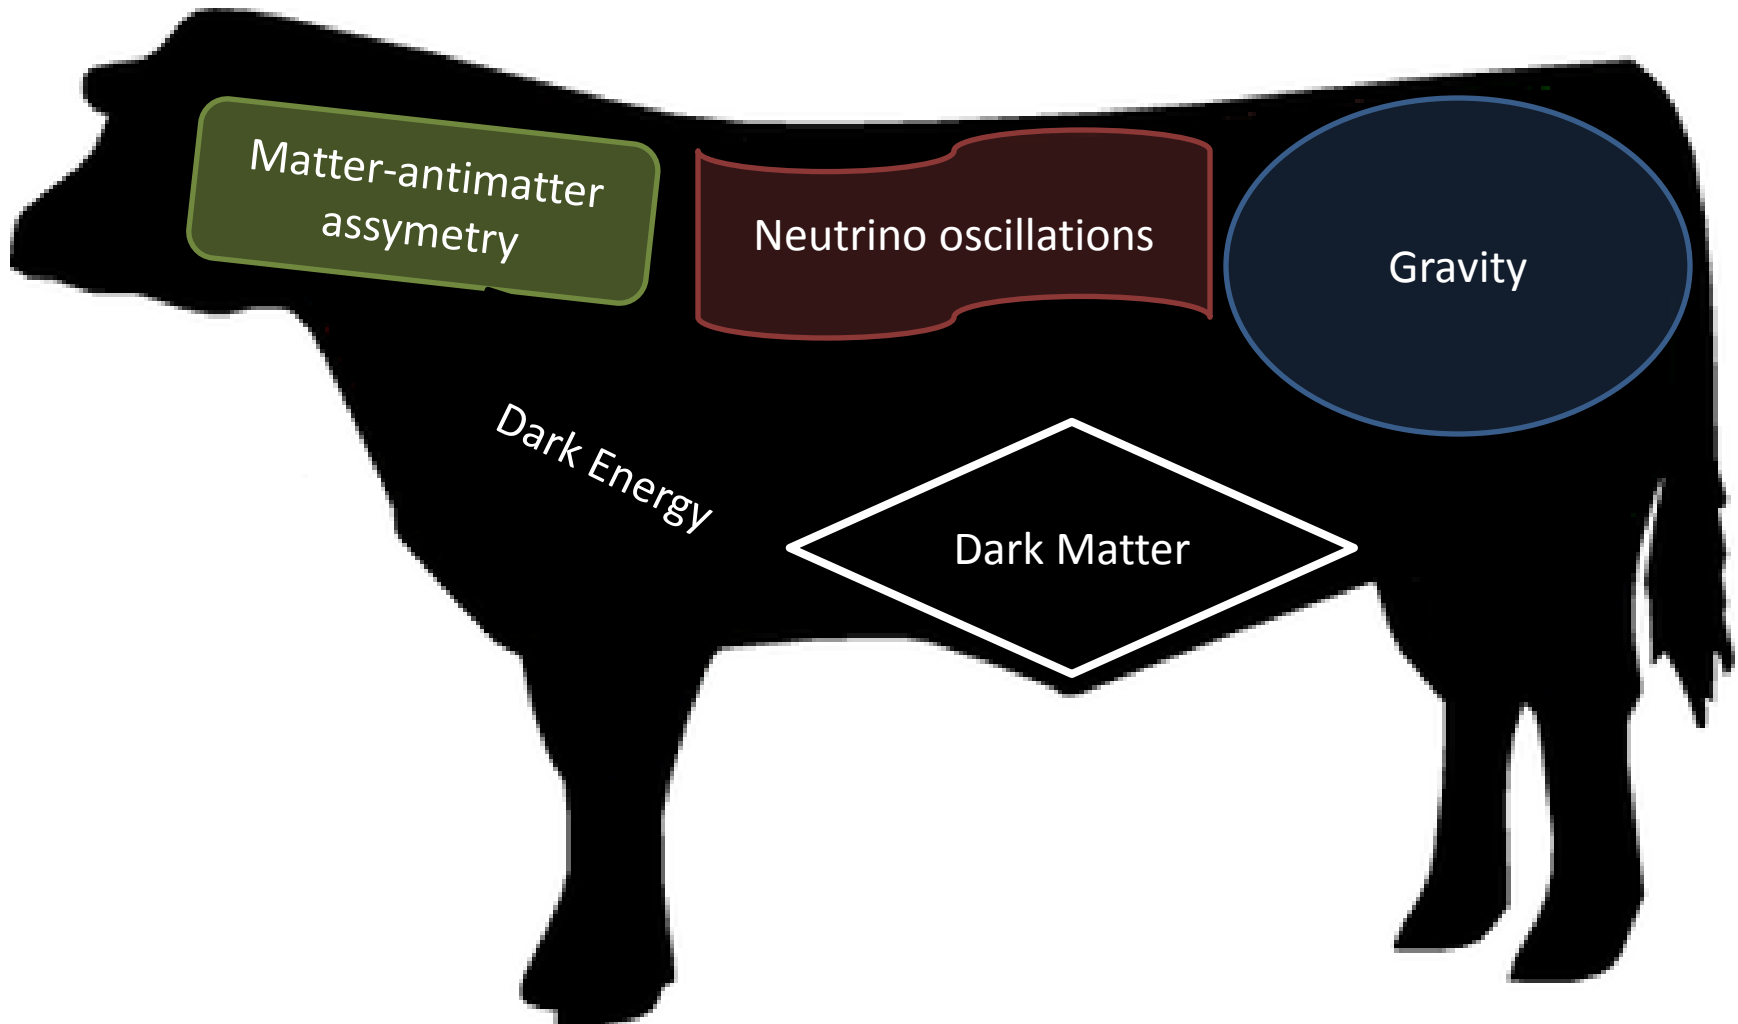 Matter-antimatter
assymetry
Neutrino oscillations
Gravity
Dark Energy
Dark Matter